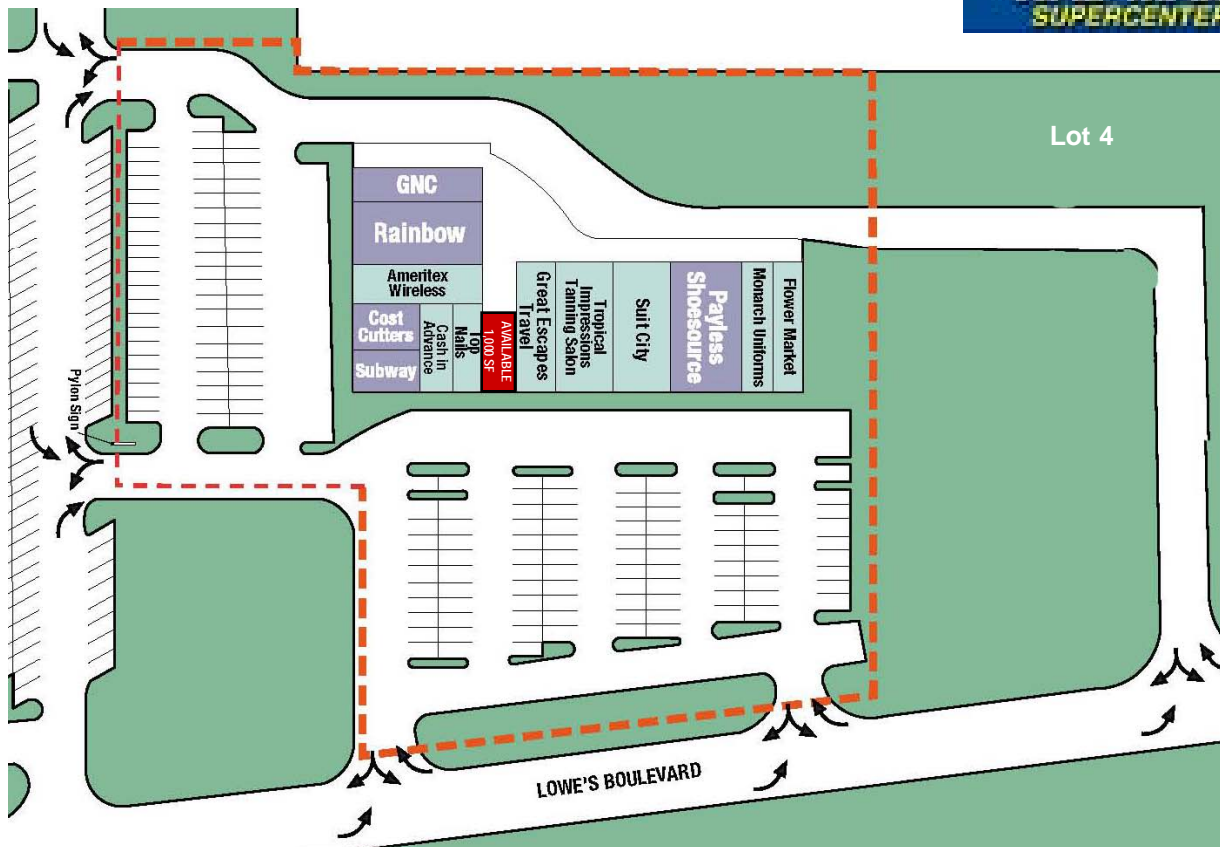 SUPERCENTER
Lot 4
GNC
Rainbow
Ameritex
Wireless
Cost
Cutters
Subway
Cash in
Advance
Top
Nails
AVAILABLE
1,000 SF
Great Escapes
Travel
Tropical
Impressions
Tanning Salon
Suit City
Payless
Shoesource
Monarch Uniforms
Flower Market
Pylon Sign
LOWE'S BOULEVARD